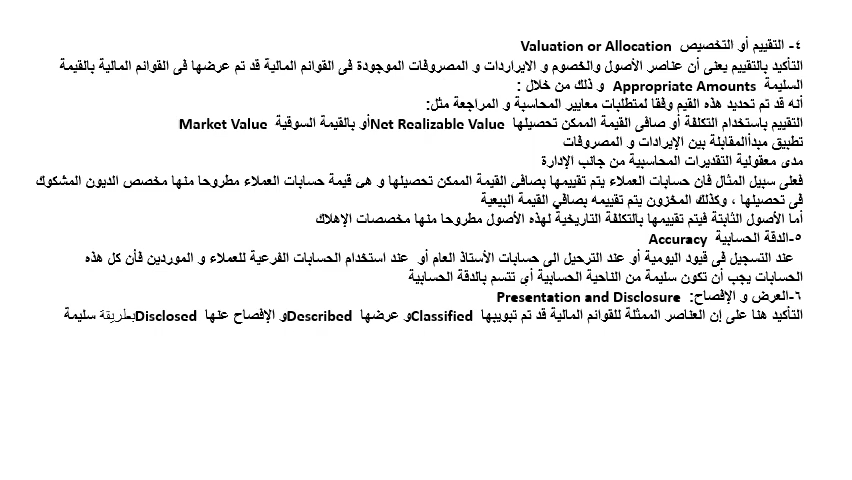 ٤- التقييم أو التخصيص Valuation or Allocation
التأكيد بالتقييم يعنى أن عناصر الأصول والخصوم و الايراردات و المصروفات الموجودة فى القوائم المالية قد تم عرضها فى القوائم المالية بالقيمة
السليمة Appropriate Amounts و ذلك من خلال :
أنه قد تم تحديد هذه القيم وفقا لمتطلبات معايير المحاسبة و المراجعة مثل:
التقييم باستخدام التكلفة أو صافى القيمة الممكن تحصيلها Net Realizable Valueأو بالقيمة السوقية Market Value
تطبيق مبدأالمقابلة بين الإيرادات و المصروفات
مدى معقولية التقديرات المحاسبية من جانب الإدارة
فعلى سبيل المثال فان حسابات العملاء يتم تقييمها بصافى القيمة الممكن تحصيلها و هى قيمة حسابات العملاء مطروحا منها مخصص الديون المشكوك
فى تحصيلها ، وكذلك المخزون يتم تقييمه بصافي القيمة البيعية
أما الأصول الثابتة فيتم تقييمها بالتكلفة التاريخية لهذه الأصول مطروحا منها مخصصات الإهلاك
٥-الدقة الحسابية Accuracy
عند التسجيل فى قيود اليومية أو عند الترحيل الى حسابات الأستاذ العام أو عند استخدام الحسابات الفرعية للعملاء و الموردين فأن كل هذه
الحسابات يجب أن تكون سليمة من الناحية الحسابية أي تتسم بالدقة الحسابية
٦-العرض و الإفصاح: Presentation and Disclosure
التأكيد هنا على إن العناصر الممثلة للقوائم المالية قد تم تبويبها Classifiedو عرضها Describedو الإفصاح عنها Disclosedبطريقة سليمة